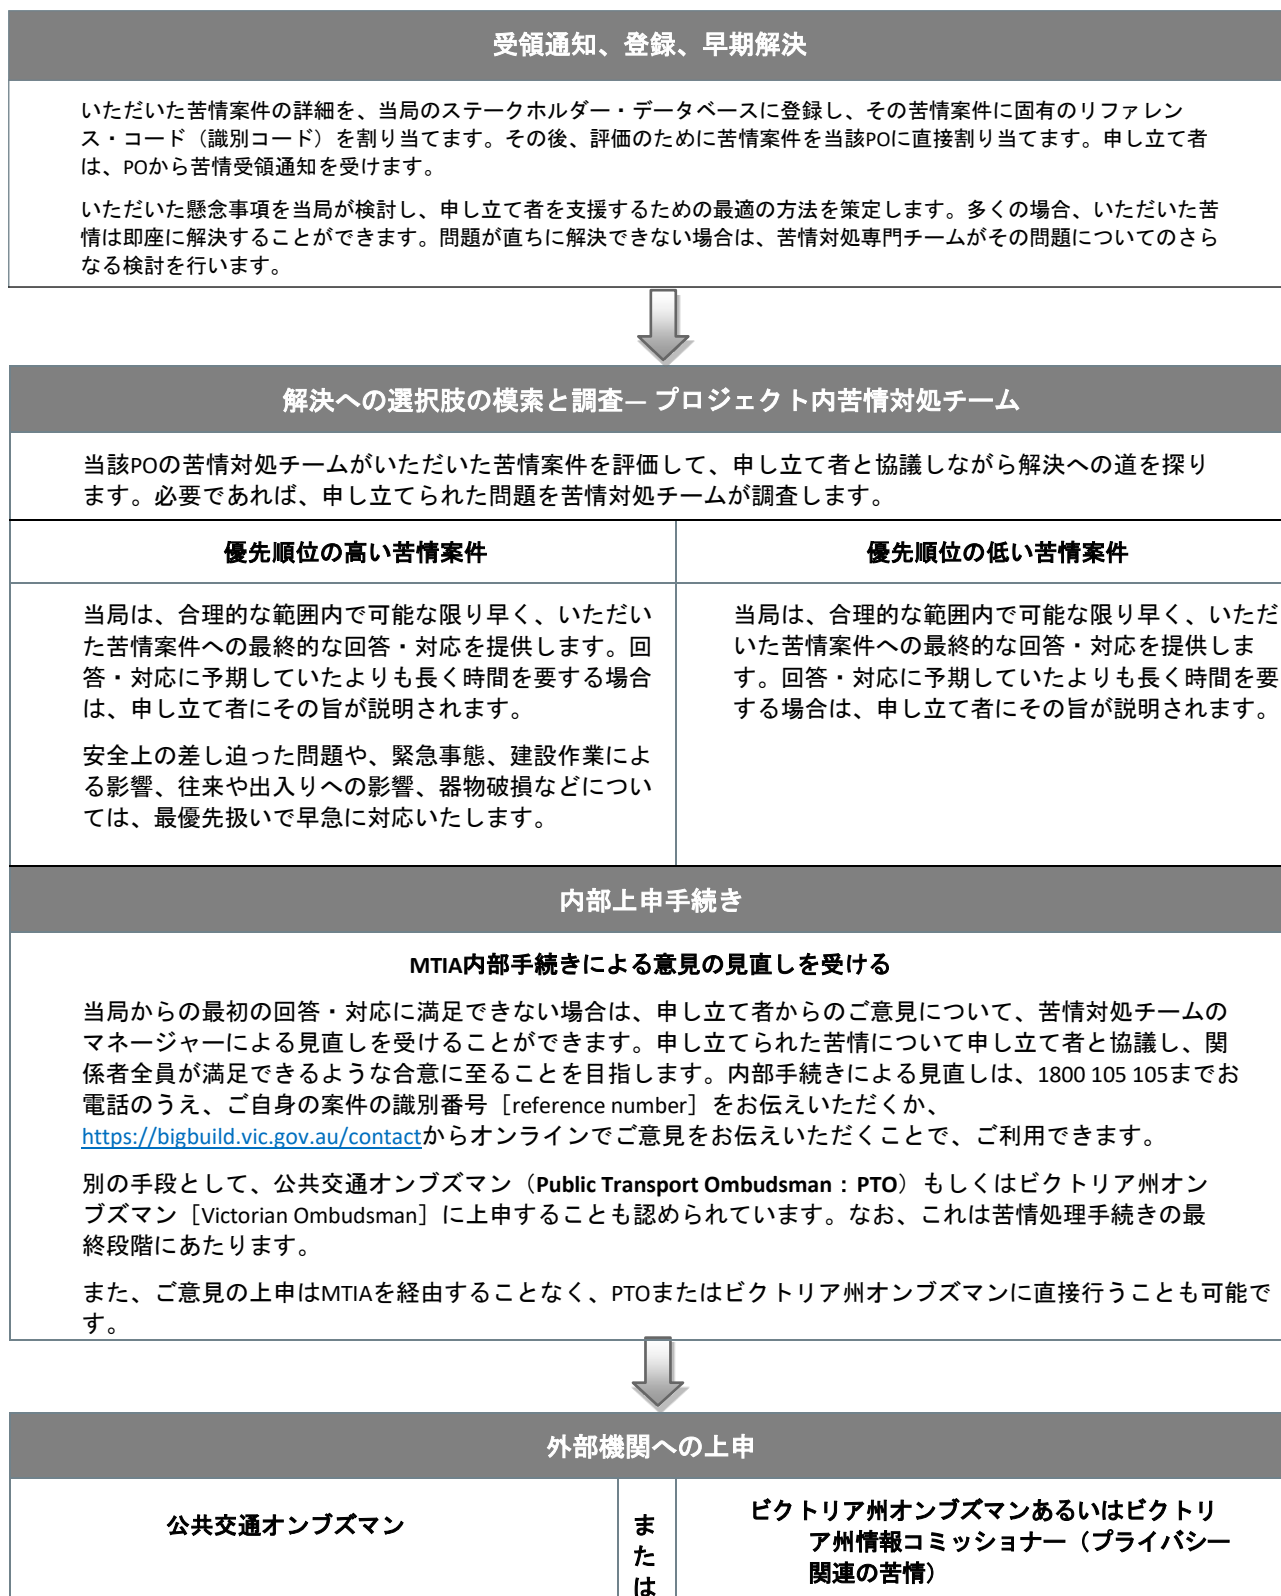 受領通知、登録、早期解決
いただいた苦情案件の詳細を、当局のステークホルダー・データベースに登録し、その苦情案件に固有のリファレン
ス・コード（識別コード）を割り当てます。その後、評価のために苦情案件を当該POに直接割り当てます。申し立て者
は、POから苦情受領通知を受けます。
いただいた懸念事項を当局が検討し、申し立て者を支援するための最適の方法を策定します。多くの場合、いただいた苦
情は即座に解決することができます。問題が直ちに解決できない場合は、苦情対処専門チームがその問題についてのさら
なる検討を行います。
解決への選択肢の模索と調査— プロジェクト内苦情対処チーム
当該POの苦情対処チームがいただいた苦情案件を評価して、申し立て者と協議しながら解決への道を探り
ます。必要であれば、申し立てられた問題を苦情対処チームが調査します。
優先順位の高い苦情案件
当局は、合理的な範囲内で可能な限り早く、いただい
た苦情案件への最終的な回答・対応を提供します。回
答・対応に予期していたよりも長く時間を要する場合
は、申し立て者にその旨が説明されます。
安全上の差し迫った問題や、緊急事態、建設作業によ
る影響、往来や出入りへの影響、器物破損などについ
ては、最優先扱いで早急に対応いたします。
優先順位の低い苦情案件
当局は、合理的な範囲内で可能な限り早く、いただ
いた苦情案件への最終的な回答・対応を提供しま
す。回答・対応に予期していたよりも長く時間を要
する場合は、申し立て者にその旨が説明されます。
内部上申手続き
MTIA内部手続きによる意見の見直しを受ける
当局からの最初の回答・対応に満足できない場合は、申し立て者からのご意見について、苦情対処チームの
マネージャーによる見直しを受けることができます。申し立てられた苦情について申し立て者と協議し、関
係者全員が満足できるような合意に至ることを目指します。内部手続きによる見直しは、1800 105 105までお
電話のうえ、ご自身の案件の識別番号［reference number］をお伝えいただくか、
https://bigbuild.vic.gov.au/contactからオンラインでご意見をお伝えいただくことで、ご利用できます。
別の手段として、公共交通オンブズマン（Public Transport Ombudsman：PTO）もしくはビクトリア州オン
ブズマン［Victorian Ombudsman］に上申することも認められています。なお、これは苦情処理手続きの最
終段階にあたります。
また、ご意見の上申はMTIAを経由することなく、PTOまたはビクトリア州オンブズマンに直接行うことも可能で
す。
外部機関への上申
公共交通オンブズマン
または
ビクトリア州オンブズマンあるいはビクトリ
ア州情報コミッショナー（プライバシー
関連の苦情）